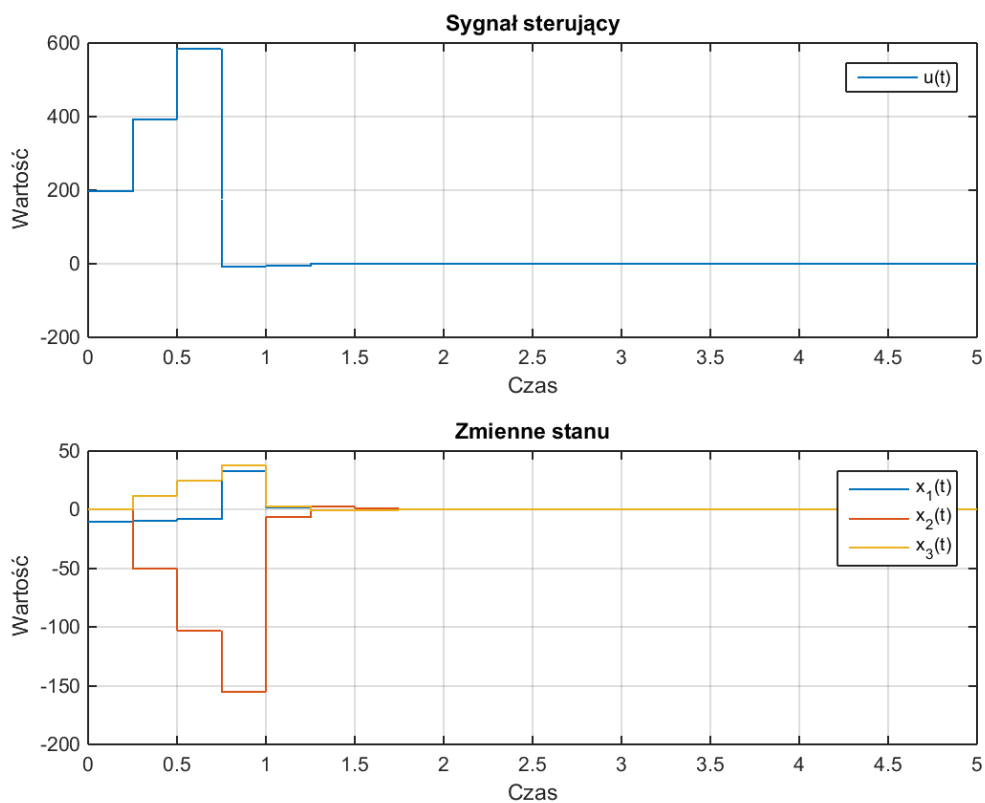 Sygnał sterujący
600
400
200
0
-200
Wartość
u(t)
0 0.5 1 1.5 2 2.5 3 3.5 4 4.5 5
Czas
Zmienne stanu
50
0
-50
-100
-150
-200
Wartość
x1(t)
x2(t)
x3(t)
0 0.5 1 1.5 2 2.5 3 3.5 4 4.5 5
Czas